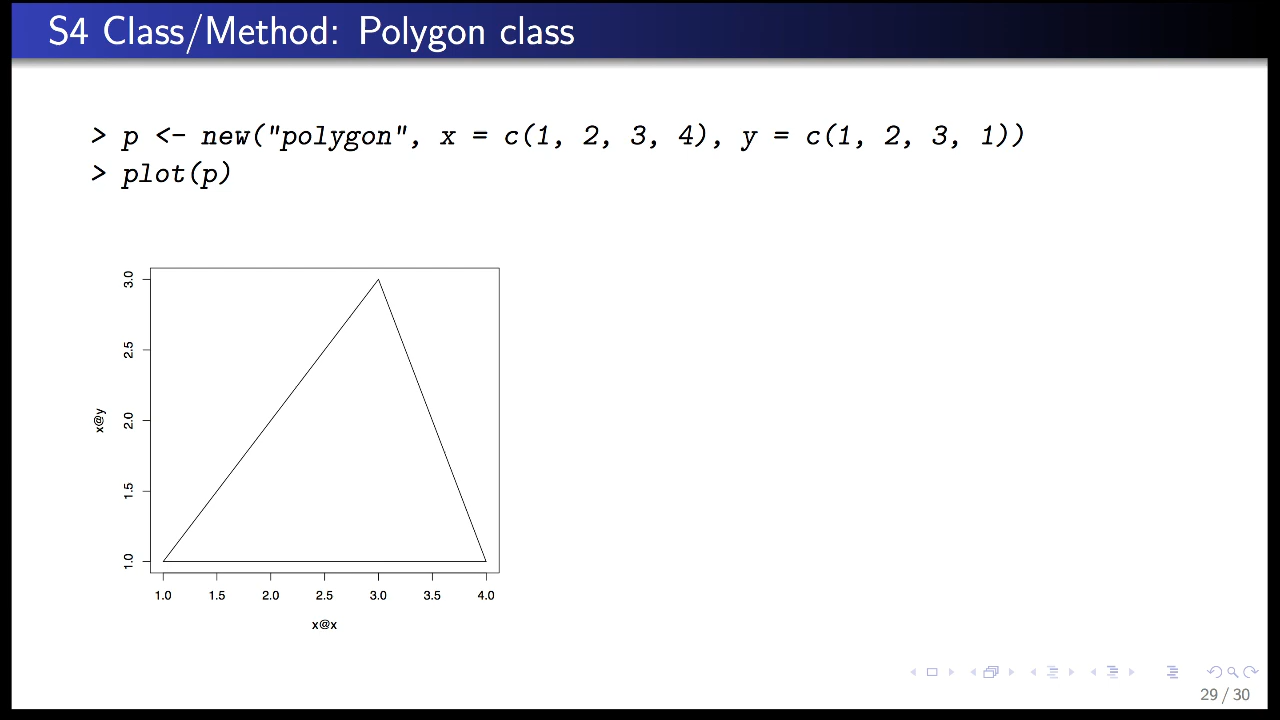 S4 Class/Method: Polygon class
> p <- new("polygon", x = c(1, 2, 3, 4), y = c(1, 2, 3, 1))
> plot(p)
3.0
2.5
2.0
1.5
1.0
x@y
1.0 1.5 2.0 2.5 3.0 3.5 4.0
x@x
29 / 30